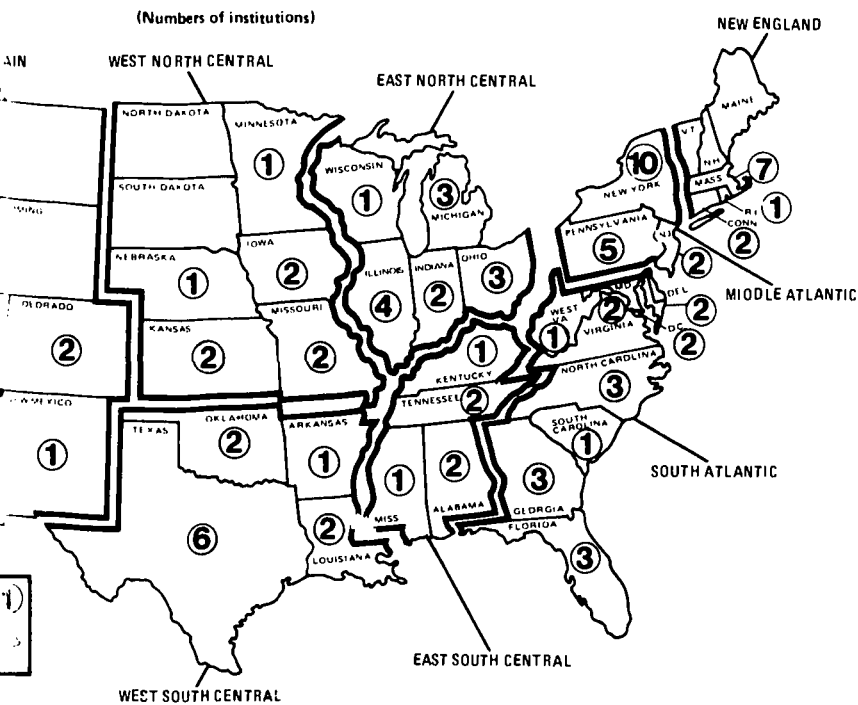 (Numbers of institutions)
NEW ENGLAND
WEST NORTH CENTRAL
EAST NORTH CENTRAL
NORTH DAKOTA
MINNESOTA
1
SOUTH DAKOTA
NEBRASKA
1
IOWA
2
KANSAS
2
MISSOURI
2
WISCONSIN
1
3
MICHIGAN
ILLINOIS
4
INDIANA
2
OHIO
3
MAINE
VT
NH
MASS
7
RI
1
CONN
2
10
NEW YORK
PENNSYLVANIA
5
NJ
2
MIDDLE ATLANTIC
DEL
2
DC
2
MD
2
WEST
VA
1
VIRGINIA
NORTH CAROLINA
3
SOUTH
CAROLINA
1
SOUTH ATLANTIC
3
GEORGIA
FLORIDA
3
1
KENTUCKY
TENNESSEE
2
1
MISS
2
ALABAMA
EAST SOUTH CENTRAL
2
1
OKLAHOMA
2
ARKANSAS
1
TEXAS
6
2
LOUISIANA
WEST SOUTH CENTRAL